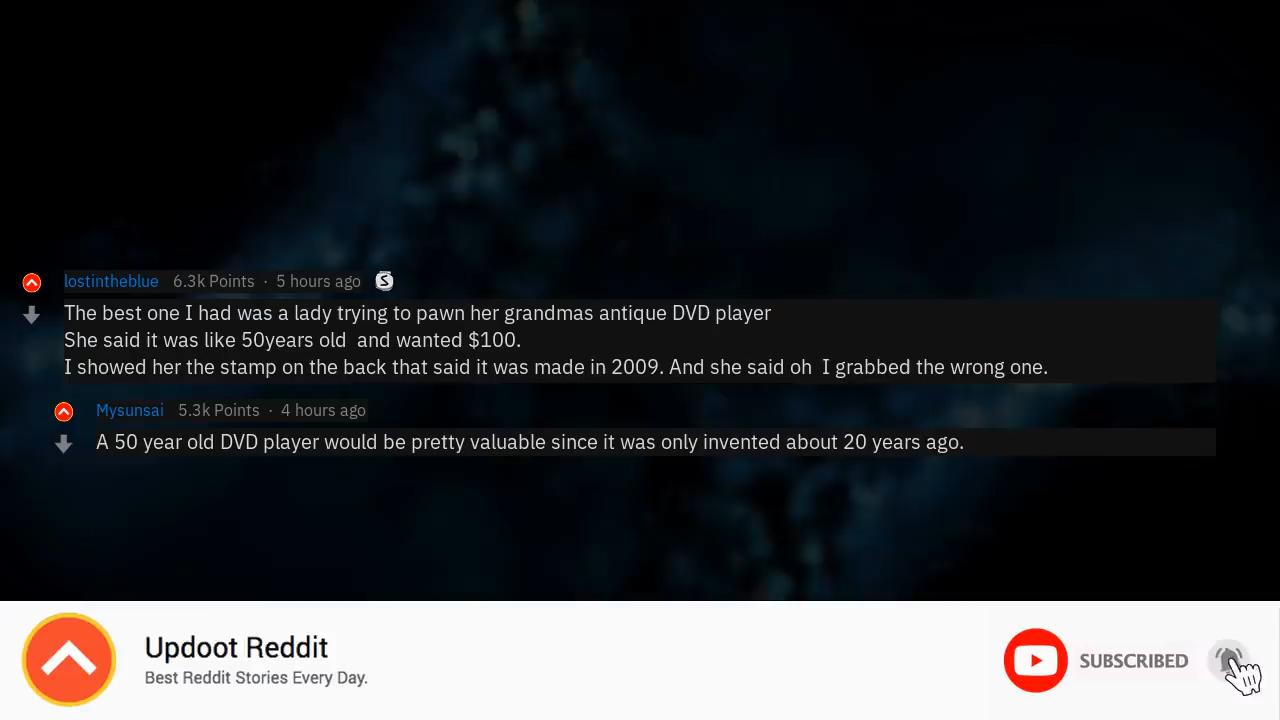 lostintheblue 6.3k Points · 5 hours ago S
The best one I had was a lady trying to pawn her grandmas antique DVD player
She said it was like 50years old  and wanted $100.
I showed her the stamp on the back that said it was made in 2009. And she said oh  I grabbed the wrong one.
Mysunsai 5.3k Points · 4 hours ago
A 50 year old DVD player would be pretty valuable since it was only invented about 20 years ago.
Updoot Reddit
Best Reddit Stories Every Day.
SUBSCRIBED